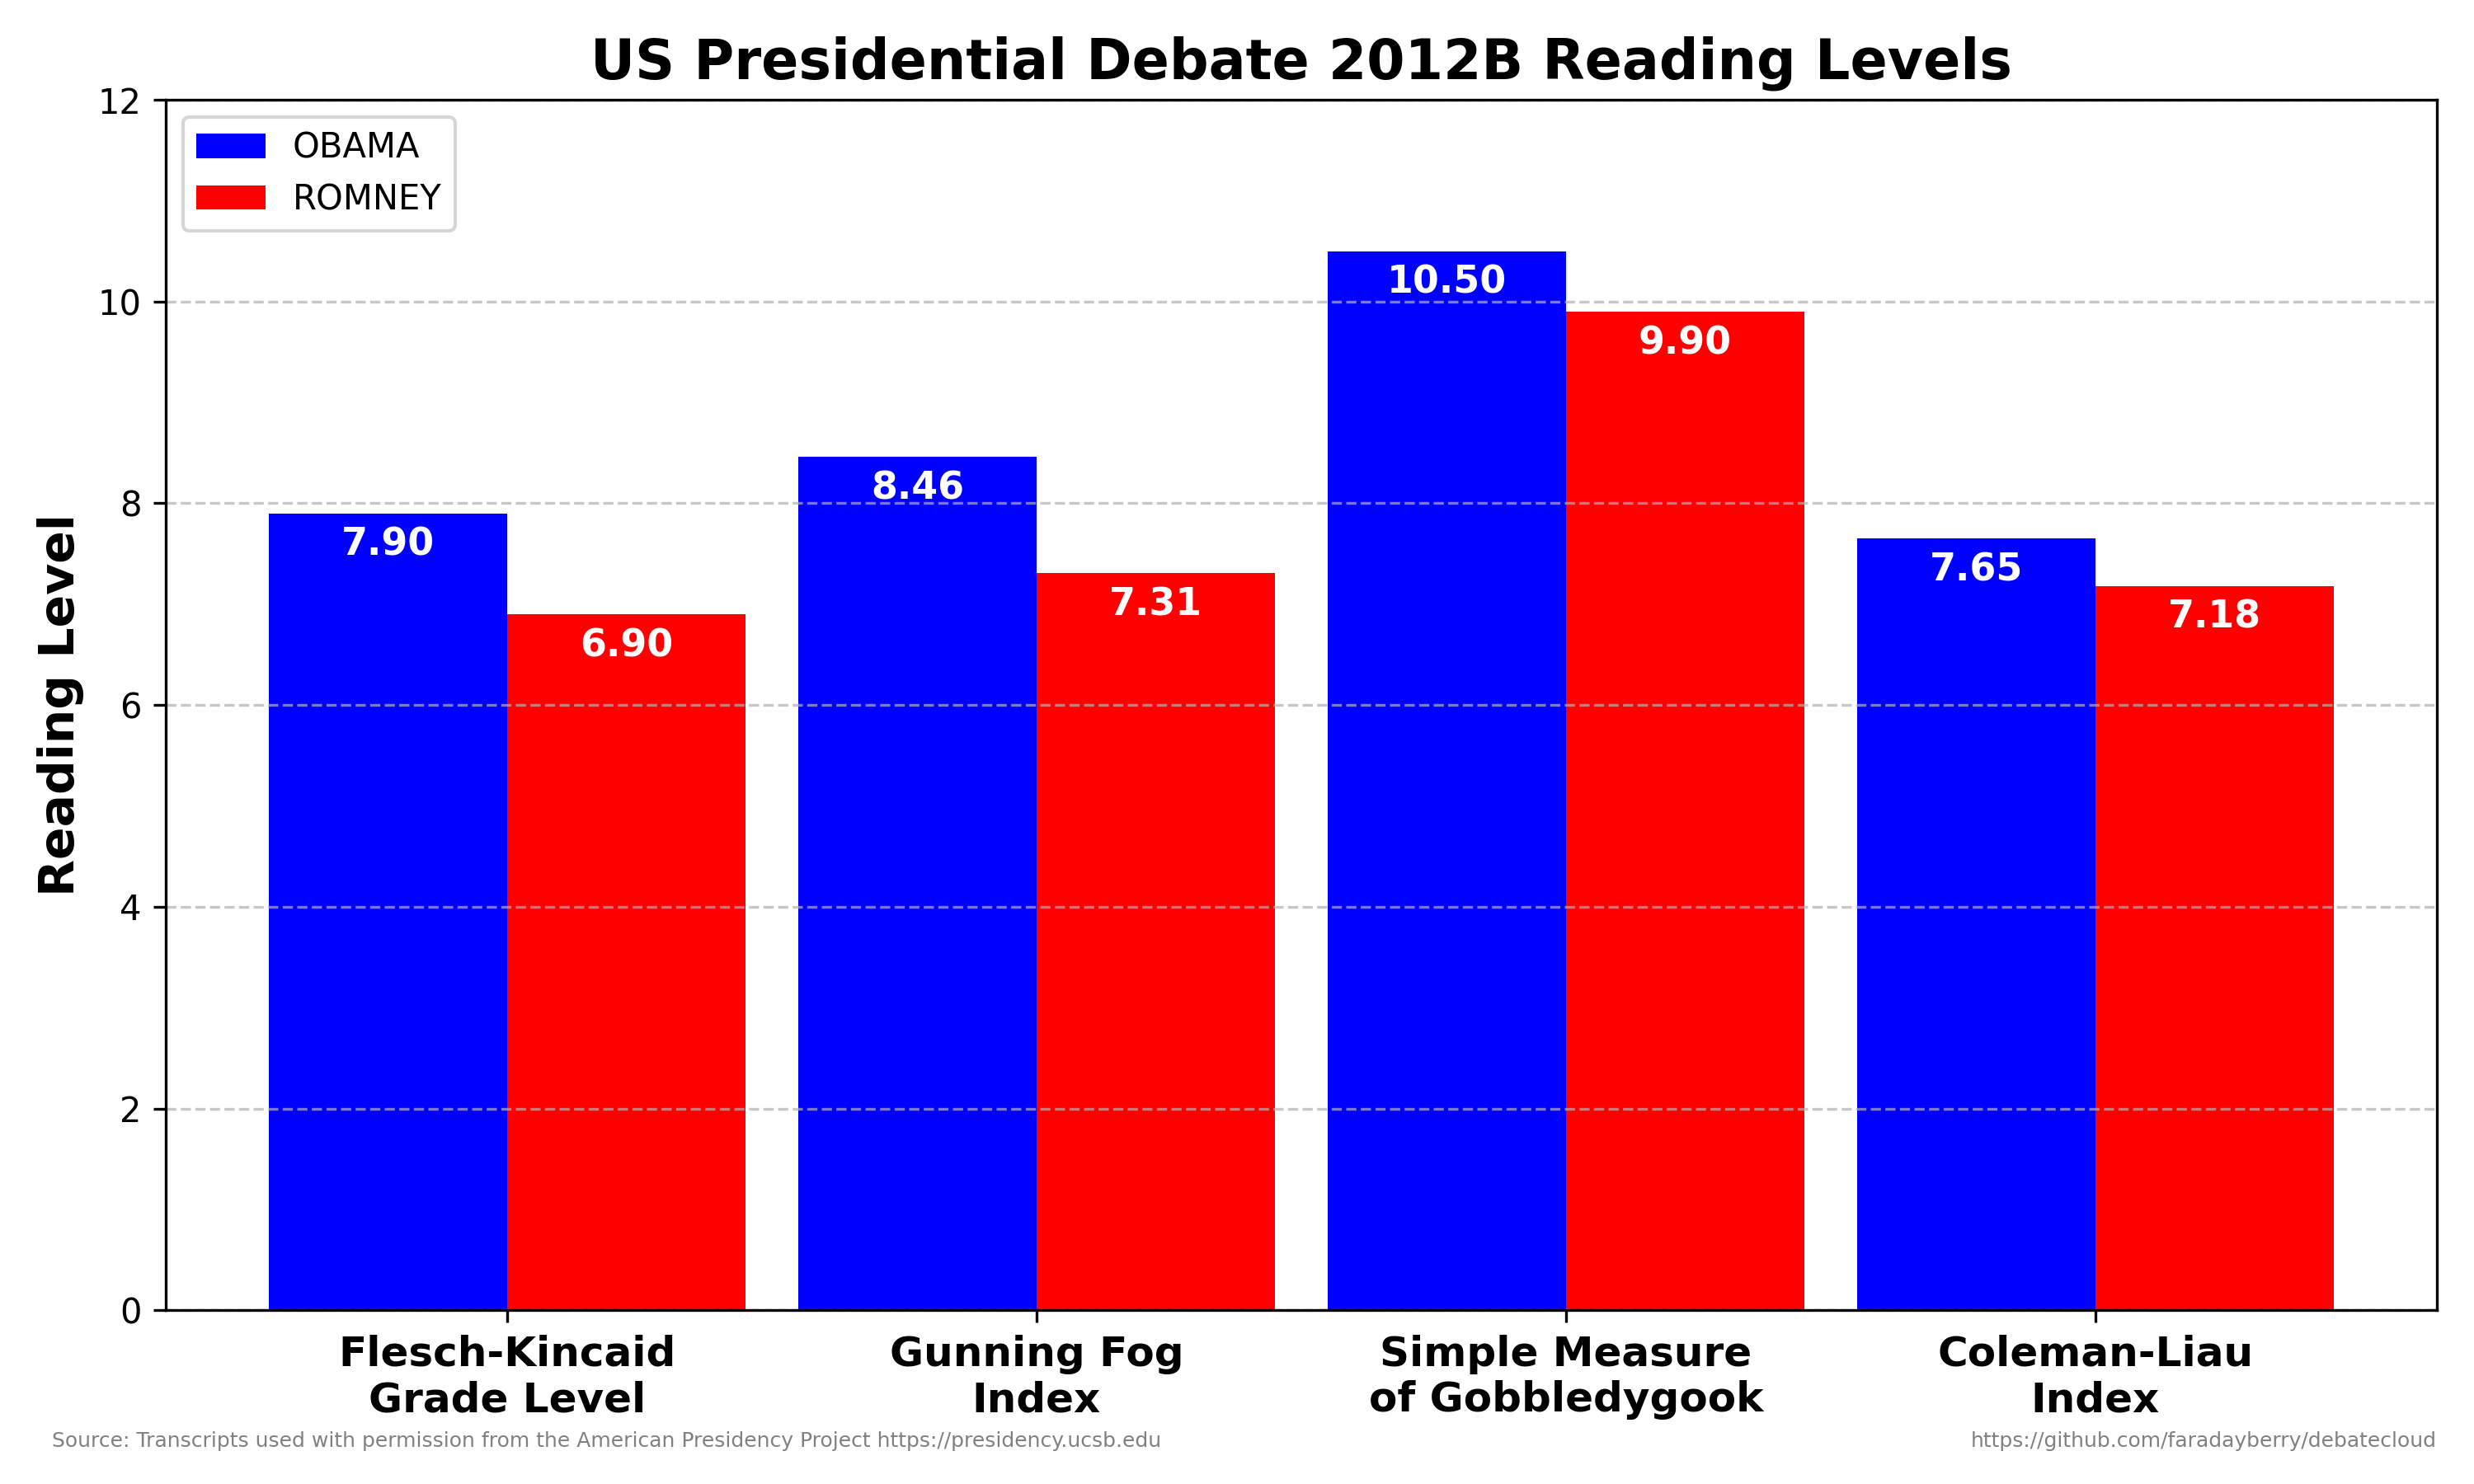 US Presidential Debate 2012B Reading Levels
OBAMA
ROMNEY
Reading Level
12
10
8
6
4
2
0
7.90
6.90
8.46
7.31
10.50
9.90
7.65
7.18
Flesch-Kincaid
Grade Level
Gunning Fog
Index
Simple Measure
of Gobbledygook
Coleman-Liau
Index
Source: Transcripts used with permission from the American Presidency Project https://presidency.ucsb.edu
https://github.com/faradayberry/debatecloud